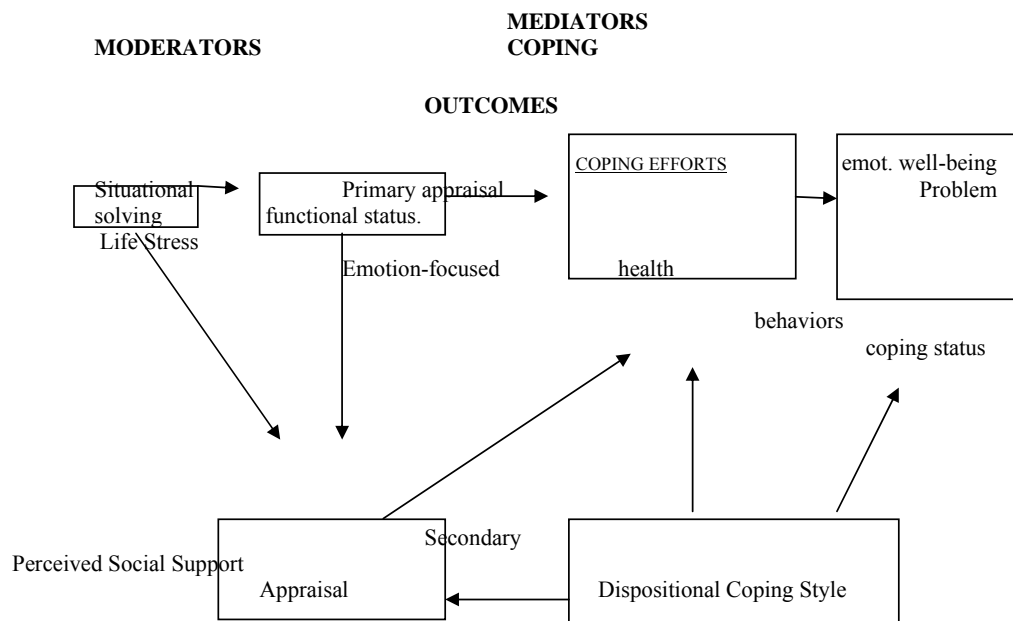 MEDIATORS
MODERATORS COPING
OUTCOMES
COPING EFFORTS emot. well-being
Situational Primary appraisal Problem
solving functional status.
Life Stress
Emotion-focused health
behaviors
coping status
Secondary
Perceived Social Support
Appraisal Dispositional Coping Style